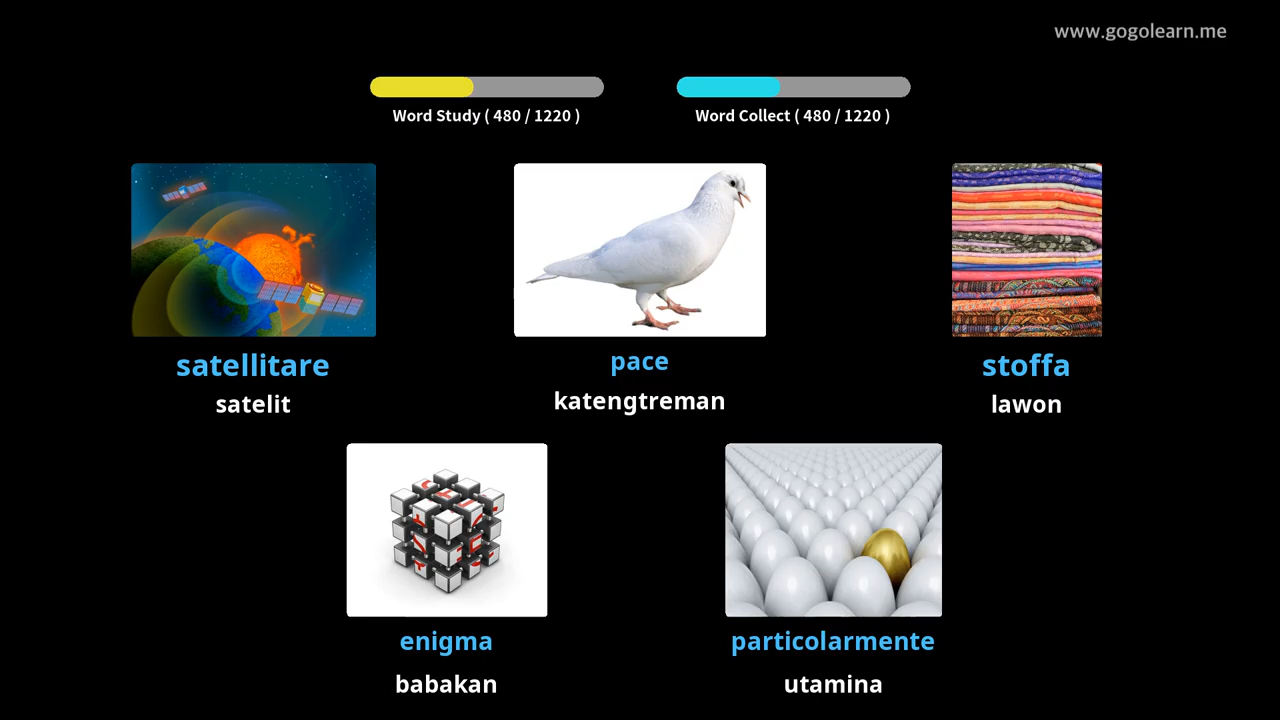 www.gogolearn.me
Word Study ( 480 / 1220 )
Word Collect ( 480 / 1220 )
satellitare
satelit
pace
katengtreman
stoffa
lawon
enigma
babakan
particolarmente
utamina